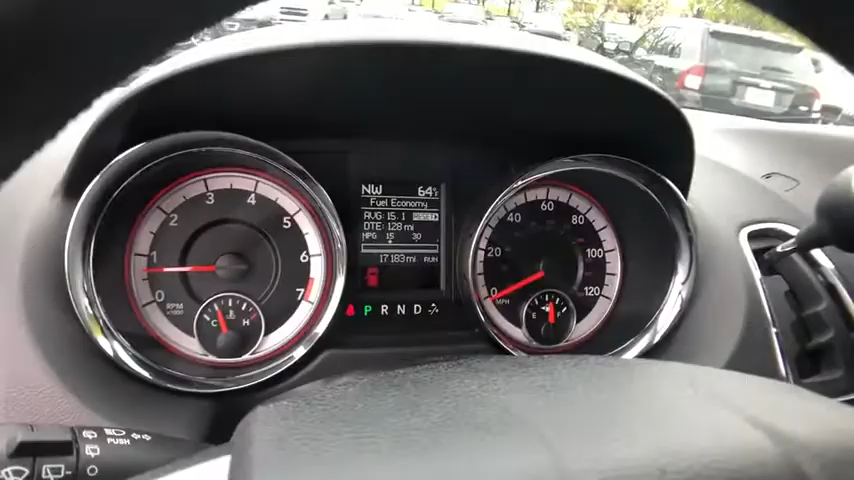 NW 64°F
Fuel Economy
AVG: 15.1 RESET
DTE: 128 mi
MPG 15 30
17183 mi RUN
0 1 2 3 4 5 6 7
RPM
x1000
C H
P R N D
0 20 40 60 80 100 120
MPH
E F
PUSH